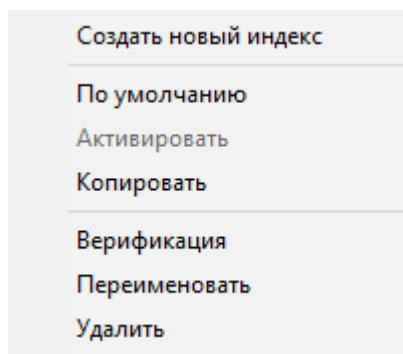 Создать новый индекс
По умолчанию
Активировать
Копировать
Верификация
Переименовать
Удалить